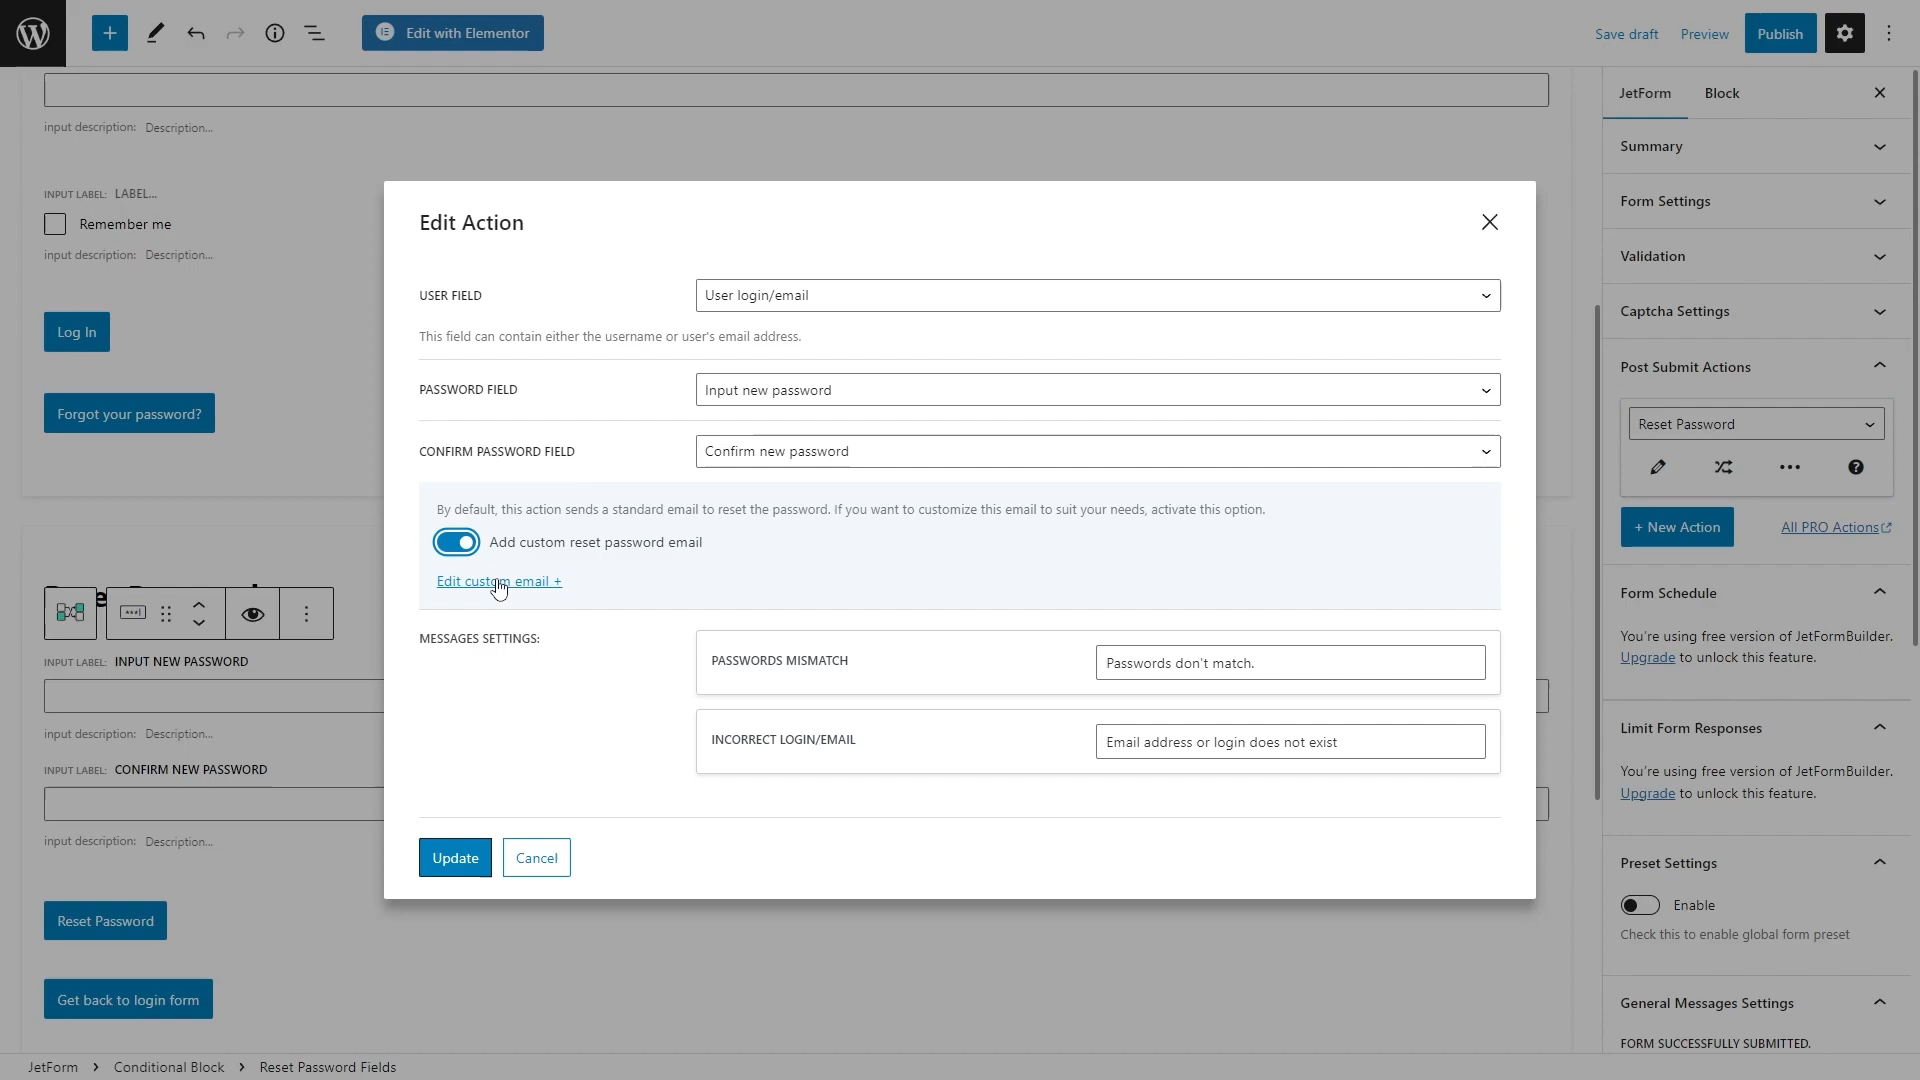 Edit with Elementor
Save draft
Preview
Publish
input description: Description...
INPUT LABEL: LABEL...
Remember me
input description: Description...
Log In
Forgot your password?
INPUT LABEL: INPUT NEW PASSWORD
input description: Description...
INPUT LABEL: CONFIRM NEW PASSWORD
input description: Description...
Reset Password
Get back to login form
JetForm > Conditional Block > Reset Password Fields
Edit Action
USER FIELD
User login/email
This field can contain either the username or user's email address.
PASSWORD FIELD
Input new password
CONFIRM PASSWORD FIELD
Confirm new password
By default, this action sends a standard email to reset the password. If you want to customize this email to suit your needs, activate this option.
Add custom reset password email
Edit custom email +
MESSAGES SETTINGS:
PASSWORDS MISMATCH
Passwords don't match.
INCORRECT LOGIN/EMAIL
Email address or login does not exist
Update
Cancel
JetForm
Block
Summary
Form Settings
Validation
Captcha Settings
Post Submit Actions
Reset Password
+ New Action
All PRO Actions
Form Schedule
You're using free version of JetFormBuilder.
Upgrade to unlock this feature.
Limit Form Responses
You're using free version of JetFormBuilder.
Upgrade to unlock this feature.
Preset Settings
Enable
Check this to enable global form preset
General Messages Settings
FORM SUCCESSFULLY SUBMITTED.